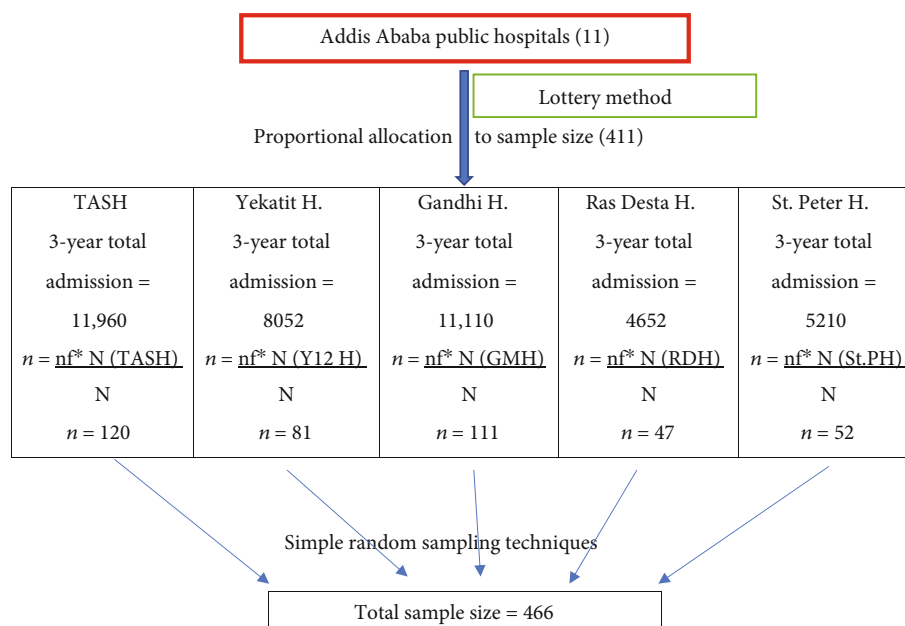 Addis Ababa public hospitals (11)
Lottery method
Proportional allocation to sample size (411)
TASH
3-year total
admission =
11,960
n = nf* N (TASH)
N
n = 120
Yekatit H.
3-year total
admission =
8052
n = nf* N (Y12 H)
N
n = 81
Gandhi H.
3-year total
admission =
11,110
n = nf* N (GMH)
N
n = 111
Ras Desta H.
3-year total
admission =
4652
n = nf* N (RDH)
N
n = 47
St. Peter H.
3-year total
admission =
5210
n = nf* N (St.PH)
N
n = 52
Simple random sampling techniques
Total sample size = 466